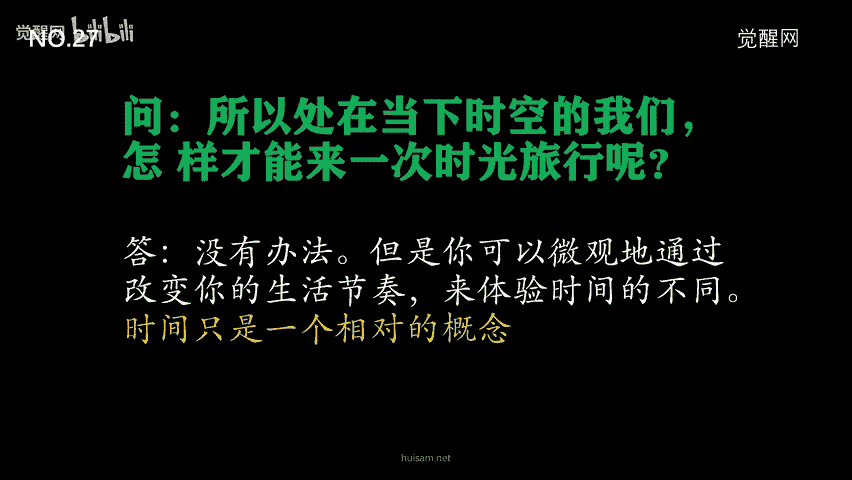 觉醒网 bilibili
NO.27
觉醒网
问：所以处在当下时空的我们，
怎 样才能来一次时光旅行呢？
答：没有办法。但是你可以微观地通过
改变你的生活节奏，来体验时间的不同。
时间只是一个相对的概念
huisam.net